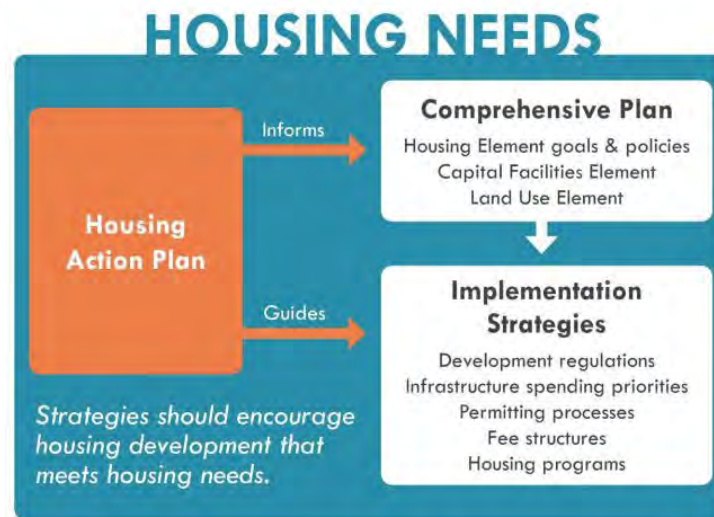 HOUSING NEEDS
Housing
Action Plan
Informs
Guides
Comprehensive Plan
Housing Element goals & policies
Capital Facilities Element
Land Use Element
Implementation
Strategies
Development regulations
Infrastructure spending priorities
Permitting processes
Fee structures
Housing programs
Strategies should encourage
housing development that
meets housing needs.